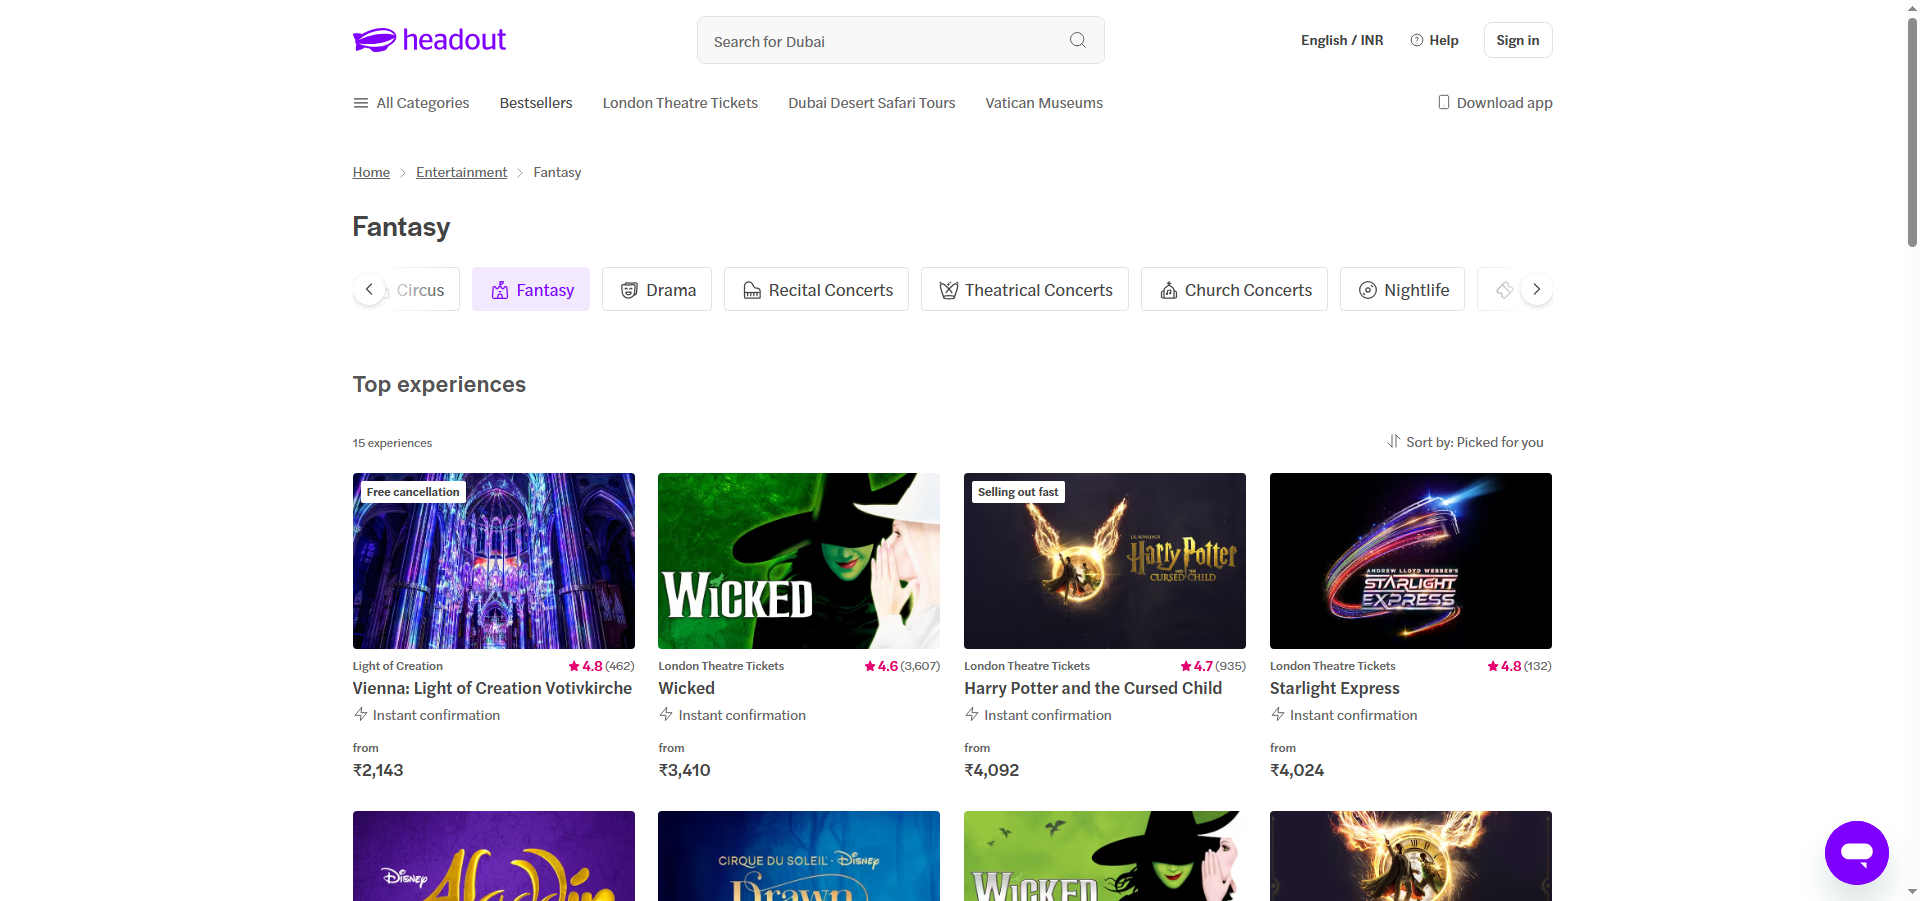 headout
Search for Dubai
English / INR
Help
Sign in
All Categories
Bestsellers
London Theatre Tickets
Dubai Desert Safari Tours
Vatican Museums
Download app
Home
Entertainment
Fantasy
Fantasy
Circus
Fantasy
Drama
Recital Concerts
Theatrical Concerts
Church Concerts
Nightlife
Top experiences
15 experiences
Sort by: Picked for you
Free cancellation
Light of Creation
4.8 (462)
Vienna: Light of Creation Votivkirche
Instant confirmation
from
₹2,143
WICKED
London Theatre Tickets
4.6 (3,607)
Wicked
Instant confirmation
from
₹3,410
Selling out fast
J.K. ROWLING'S
Harry Potter
AND THE
CURSED CHILD
London Theatre Tickets
4.7 (935)
Harry Potter and the Cursed Child
Instant confirmation
from
₹4,092
ANDREW LLOYD WEBBER'S
STARLIGHT
EXPRESS
London Theatre Tickets
4.8 (132)
Starlight Express
Instant confirmation
from
₹4,024
Disney
Aladdin
CIRQUE DU SOLEIL · Disney
Drawn
WICKED